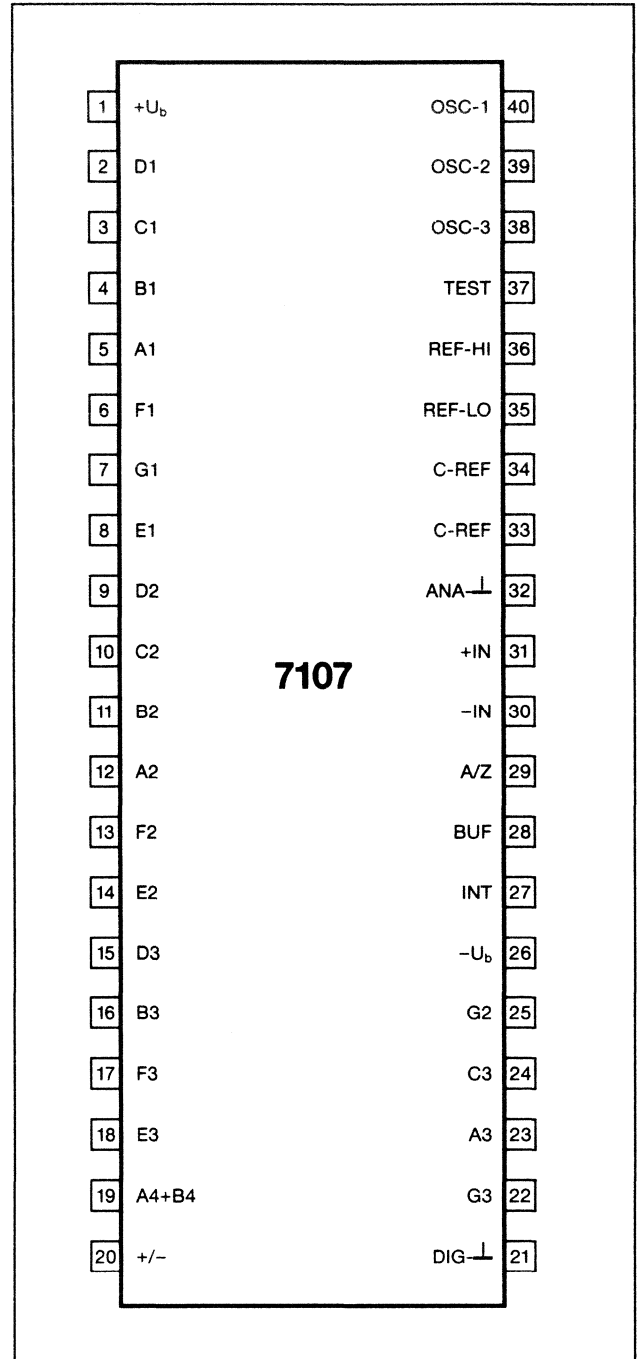 1 +Ub OSC-1 40
2 D1 OSC-2 39
3 C1 OSC-3 38
4 B1 TEST 37
5 A1 REF-HI 36
6 F1 REF-LO 35
7 G1 C-REF 34
8 E1 C-REF 33
9 D2 ANA-⊥ 32
10 C2 +IN 31
7107
11 B2 −IN 30
12 A2 A/Z 29
13 F2 BUF 28
14 E2 INT 27
15 D3 −Ub 26
16 B3 G2 25
17 F3 C3 24
18 E3 A3 23
19 A4+B4 G3 22
20 +/− DIG-⊥ 21